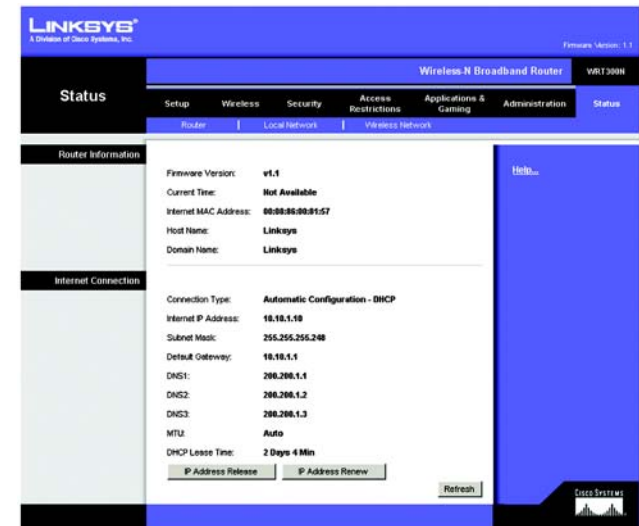 LINKSYS®
A Division of Cisco Systems, Inc.
Firmware Version: 1.1
Wireless-N Broadband Router WRT300N
Status
Setup Wireless Security Access Restrictions Applications & Gaming Administration Status
Router | Local Network | Wireless Network
Router Information
Help...
Firmware Version: v1.1
Current Time: Not Available
Internet MAC Address: 00:08:86:00:81:57
Host Name: Linksys
Domain Name: Linksys
Internet Connection
Connection Type: Automatic Configuration - DHCP
Internet IP Address: 10.10.1.10
Subnet Mask: 255.255.255.248
Default Gateway: 10.10.1.1
DNS1: 200.200.1.1
DNS2: 200.200.1.2
DNS3: 200.200.1.3
MTU: Auto
DHCP Lease Time: 2 Days 4 Min
IP Address Release IP Address Renew
Refresh
CISCO SYSTEMS